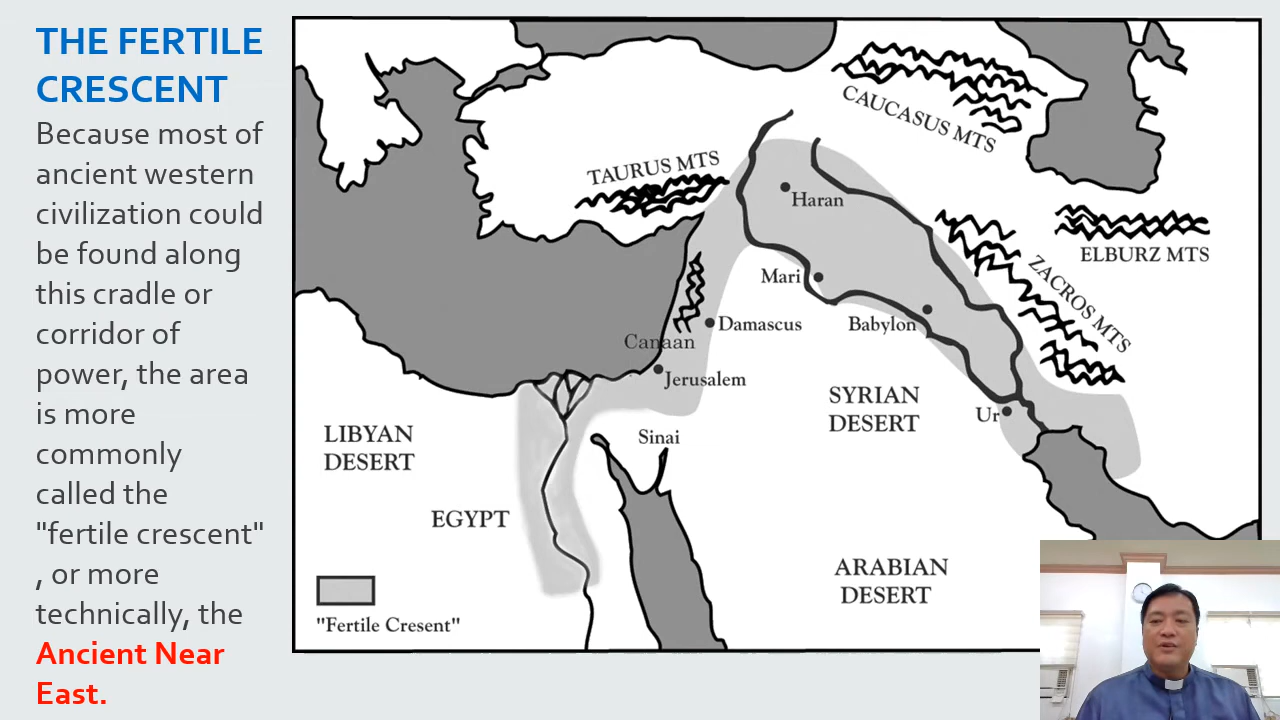 THE FERTILE
CRESCENT
Because most of
ancient western
civilization could
be found along
this cradle or
corridor of
power, the area
is more
commonly
called the
"fertile crescent"
, or more
technically, the
Ancient Near
East.
CAUCASUS MTS
TAURUS MTS
Haran
ELBURZ MTS
ZACROS MTS
Mari
Damascus
Babylon
Canaan
Jerusalem
SYRIAN
DESERT
Ur
LIBYAN
DESERT
Sinai
EGYPT
ARABIAN
DESERT
"Fertile Cresent"